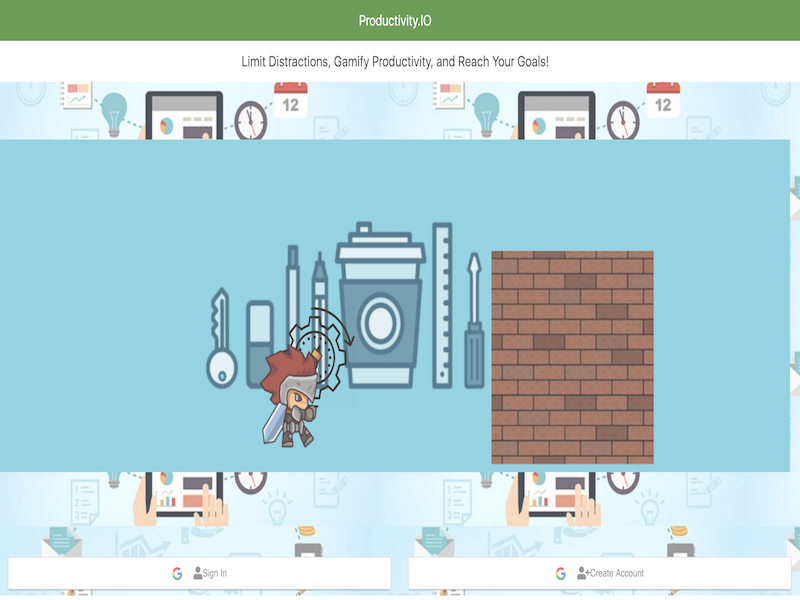 Productivity.IO
Limit Distractions, Gamify Productivity, and Reach Your Goals!
12
12
Sign In
Create Account